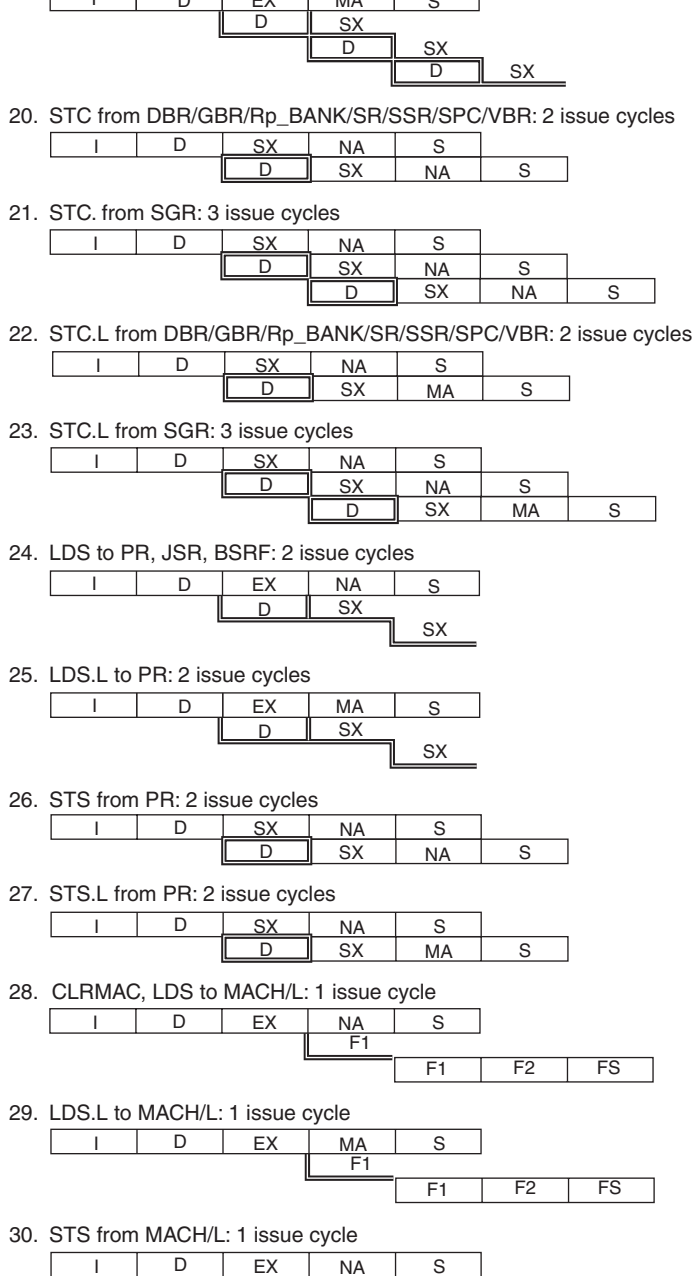 I D EX MA S
D SX
D SX
D SX
20. STC from DBR/GBR/Rp_BANK/SR/SSR/SPC/VBR: 2 issue cycles
I D SX NA S
D SX NA S
21. STC. from SGR: 3 issue cycles
I D SX NA S
D SX NA S
D SX NA S
22. STC.L from DBR/GBR/Rp_BANK/SR/SSR/SPC/VBR: 2 issue cycles
I D SX NA S
D SX MA S
23. STC.L from SGR: 3 issue cycles
I D SX NA S
D SX NA S
D SX MA S
24. LDS to PR, JSR, BSRF: 2 issue cycles
I D EX NA S
D SX
SX
25. LDS.L to PR: 2 issue cycles
I D EX MA S
D SX
SX
26. STS from PR: 2 issue cycles
I D SX NA S
D SX NA S
27. STS.L from PR: 2 issue cycles
I D SX NA S
D SX MA S
28. CLRMAC, LDS to MACH/L: 1 issue cycle
I D EX NA S
F1
F1 F2 FS
29. LDS.L to MACH/L: 1 issue cycle
I D EX MA S
F1
F1 F2 FS
30. STS from MACH/L: 1 issue cycle
I D EX NA S